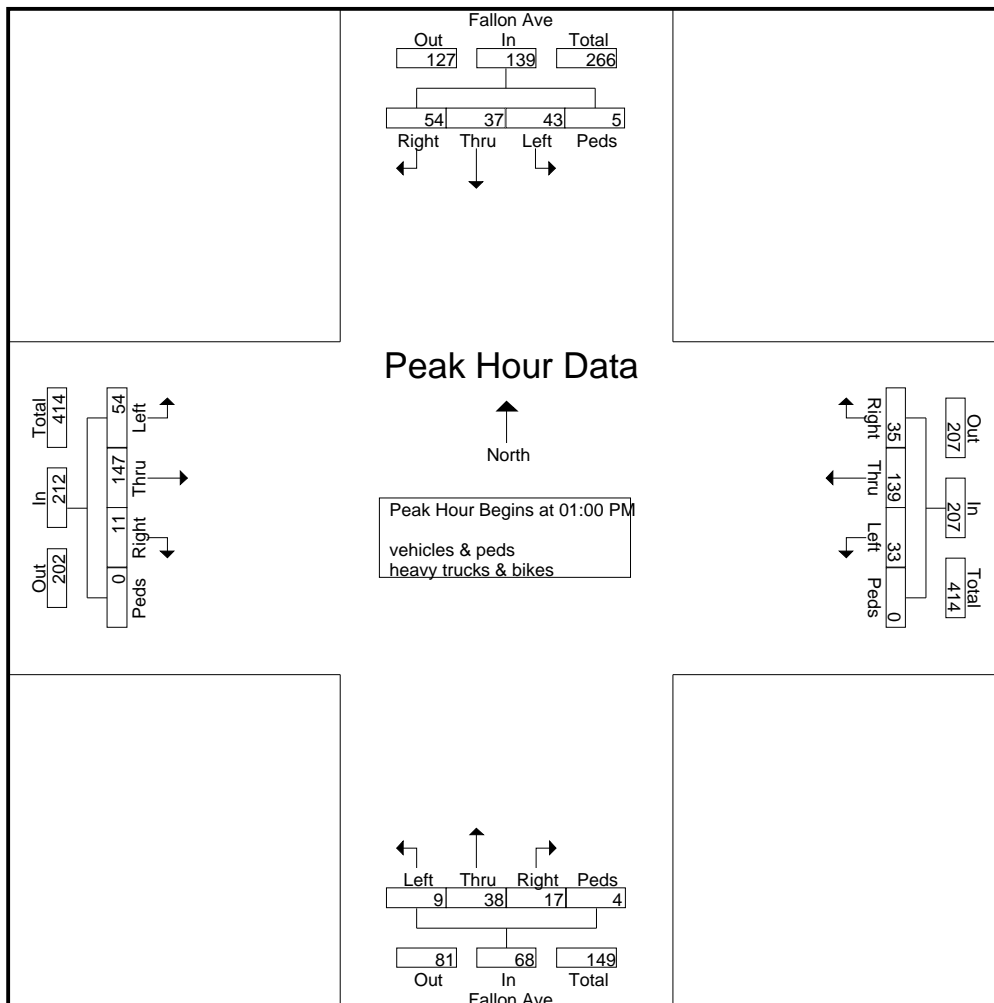 Fallon Ave
Out In Total
127 139 266
54 37 43 5
Right Thru Left Peds
Peak Hour Data
North
Peak Hour Begins at 01:00 PM
vehicles & peds
heavy trucks & bikes
Total In Out
414 212 202
54 147 11 0
Left Thru Right Peds
Right Thru Left Peds
35 139 33 0
Out In Total
207 207 414
Left Thru Right Peds
9 38 17 4
81 68 149
Out In Total
Fallon Ave